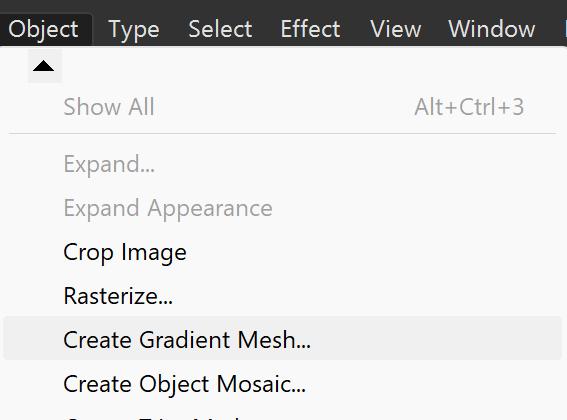 Object Type Select Effect View Window
Show All Alt+Ctrl+3
Expand...
Expand Appearance
Crop Image
Rasterize...
Create Gradient Mesh...
Create Object Mosaic...